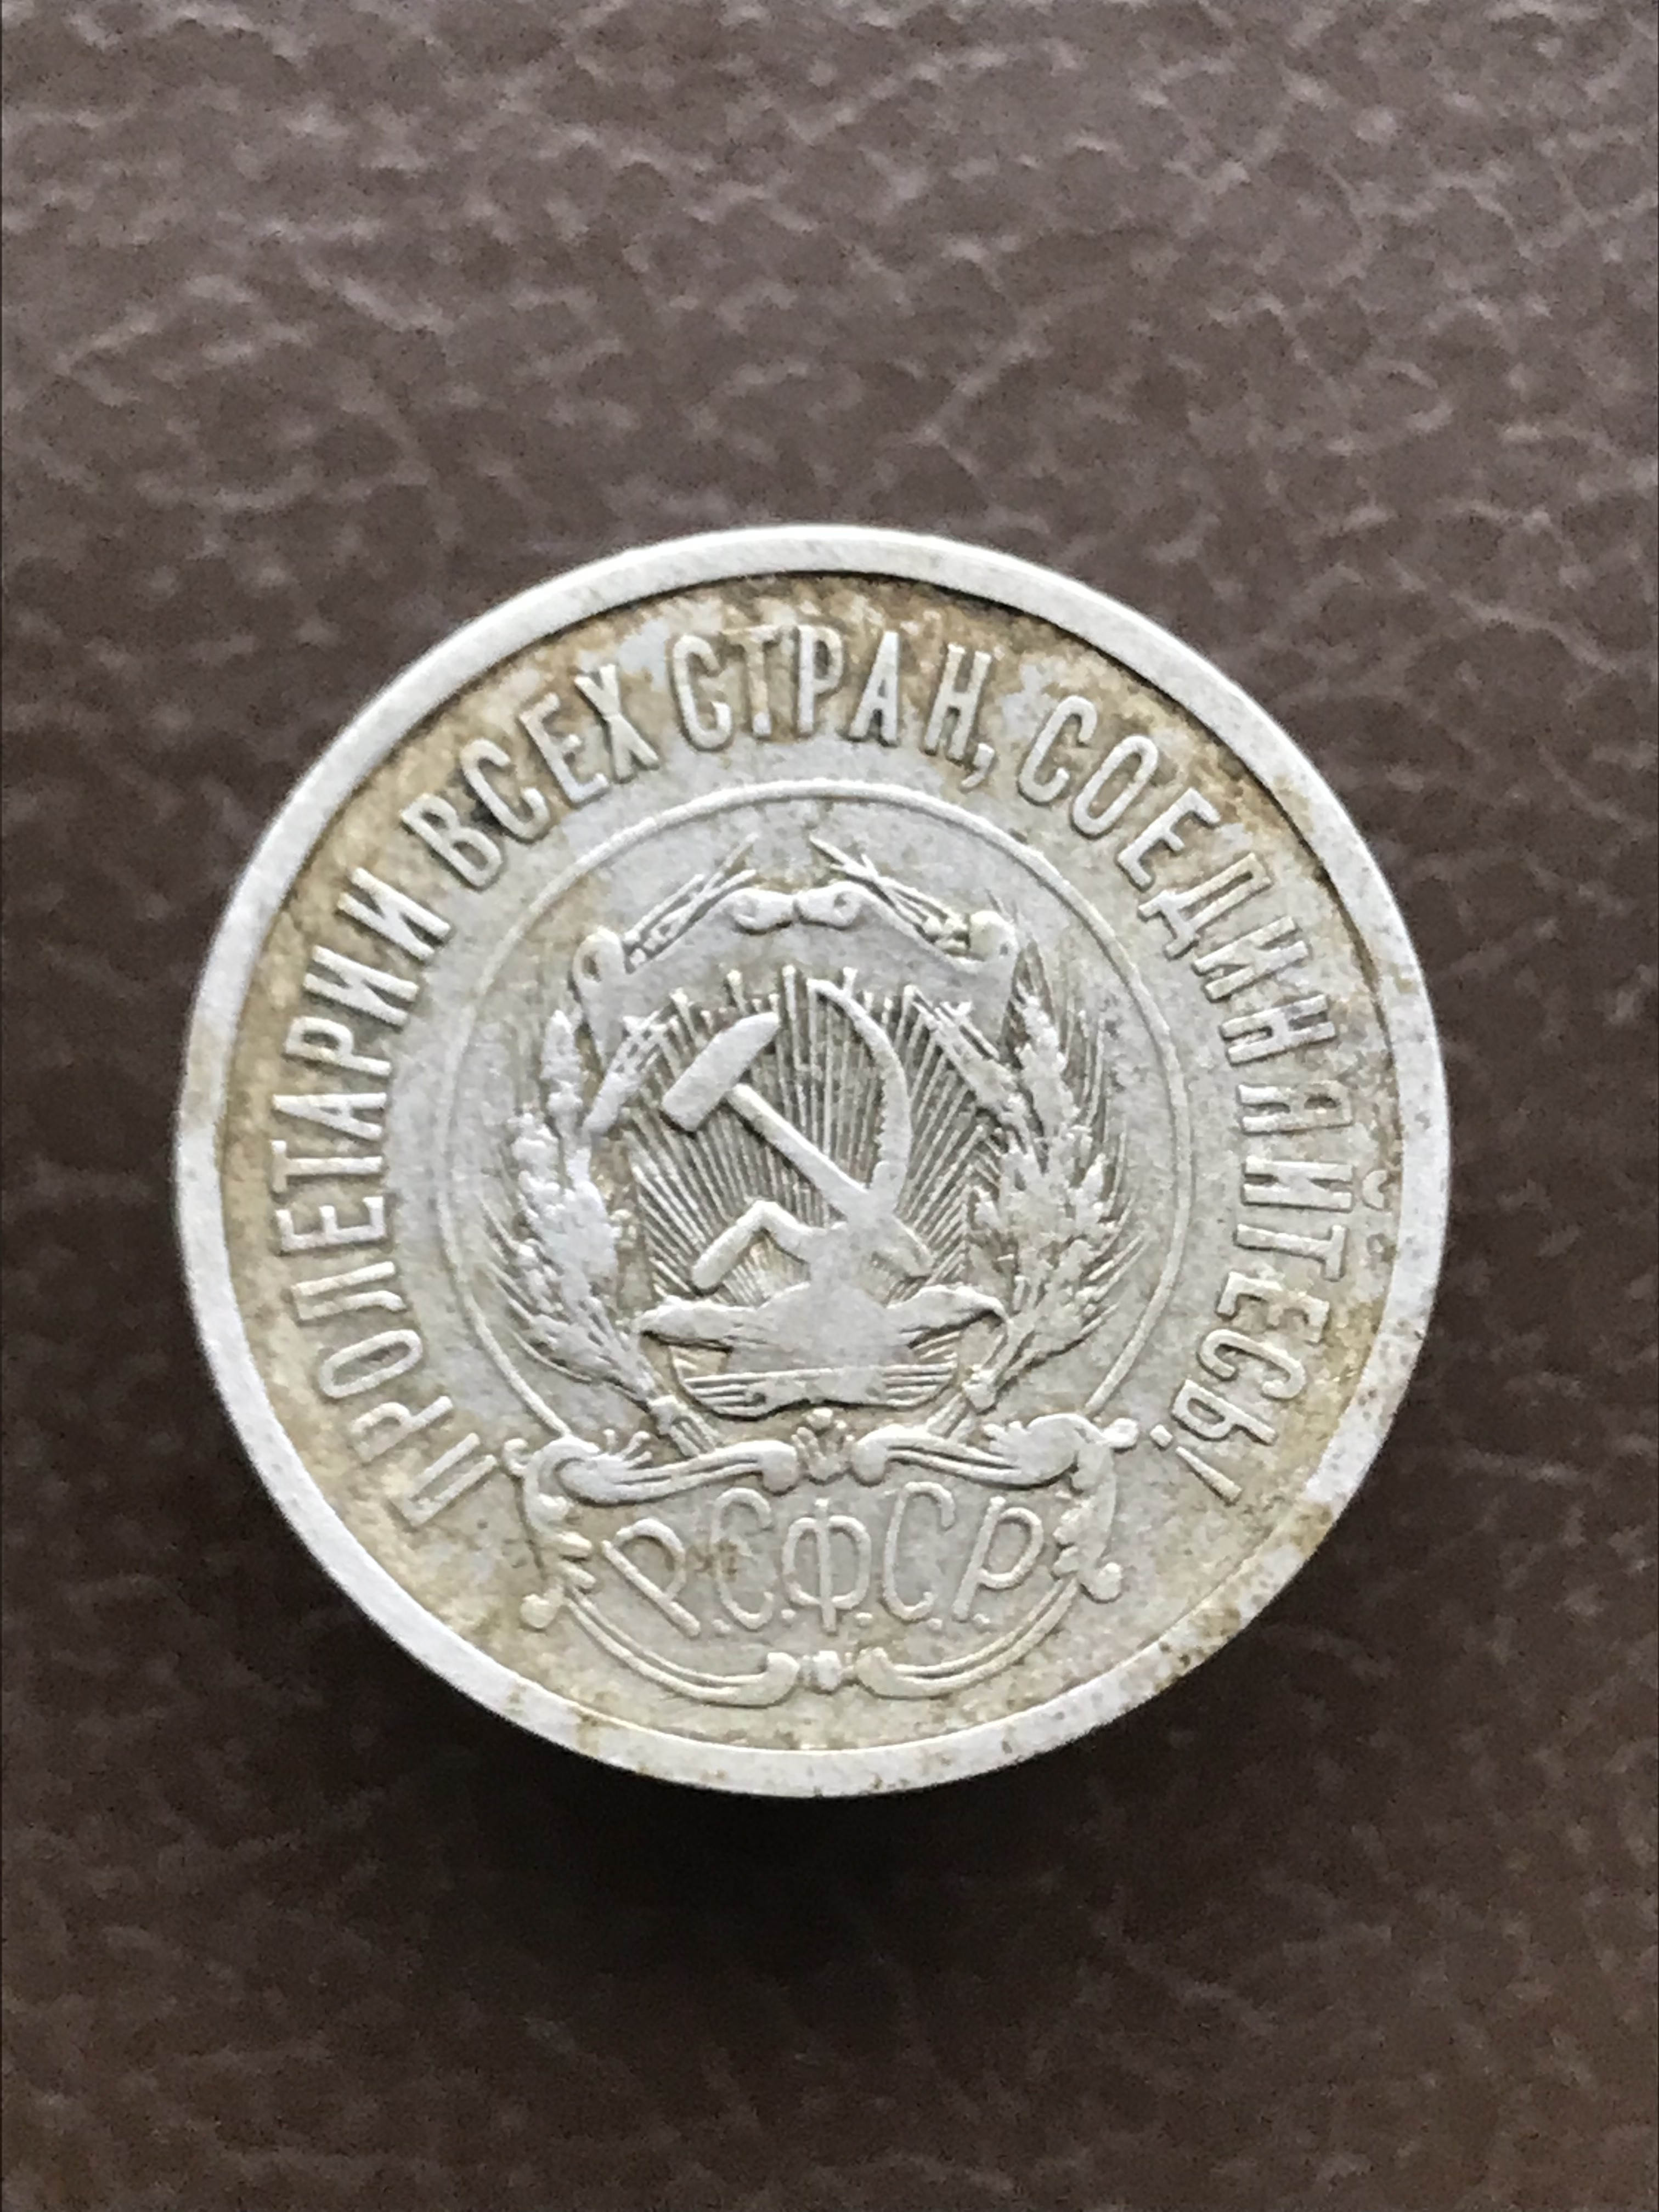 ПРОЛЕТАРИИ ВСЕХ СТРАН, СОЕДИНЯЙТЕСЬ!
Р.С.Ф.С.Р.